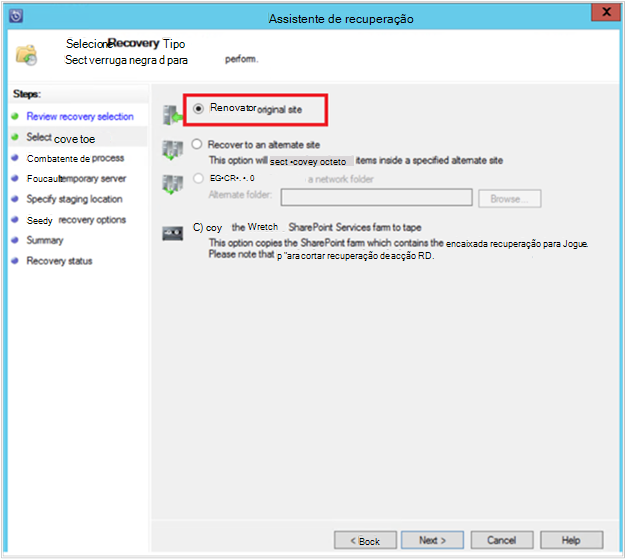 Assistente de recuperação
Selecione Recovery Tipo
Sect verruga negra d para perform.
Steps:
Review recovery selection
Select cove toe
Combatente de process
Foucaultemporary server
Specify staging location
Seedy recovery options
Summary
Recovery status
Renovator original site
Recover to an alternate site
This option will sect •covey octeto items inside a specified alternate site
EG•CR•. •. 0 a network folder
Alternate folder:
Browse...
C) coy the Wretch SharePoint Services farm to tape
This option copies the SharePoint farm which contains the encaixada recuperação para Jogue.
Please note that p "ara cortar recuperação de acção RD.
< Bock
Next >
Cancel
Help